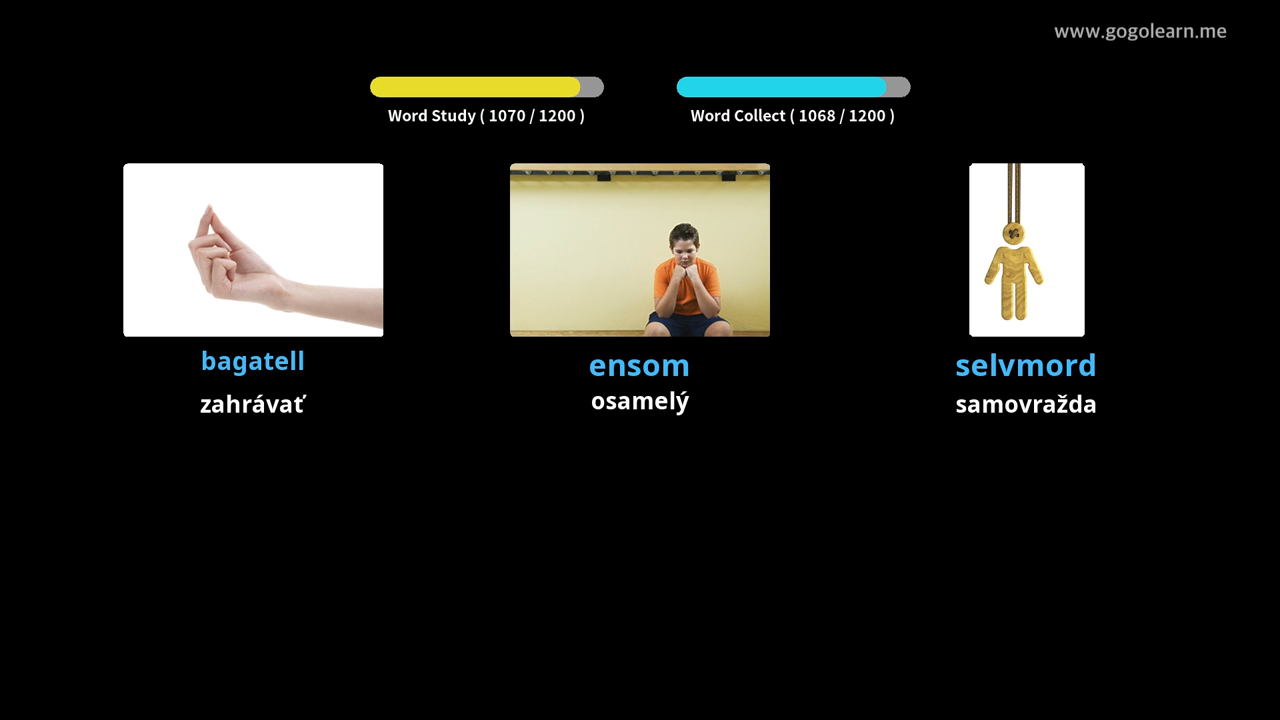 www.gogolearn.me
Word Study ( 1070 / 1200 )
Word Collect ( 1068 / 1200 )
bagatell
ensom
selvmord
zahrávať
osamelý
samovražda